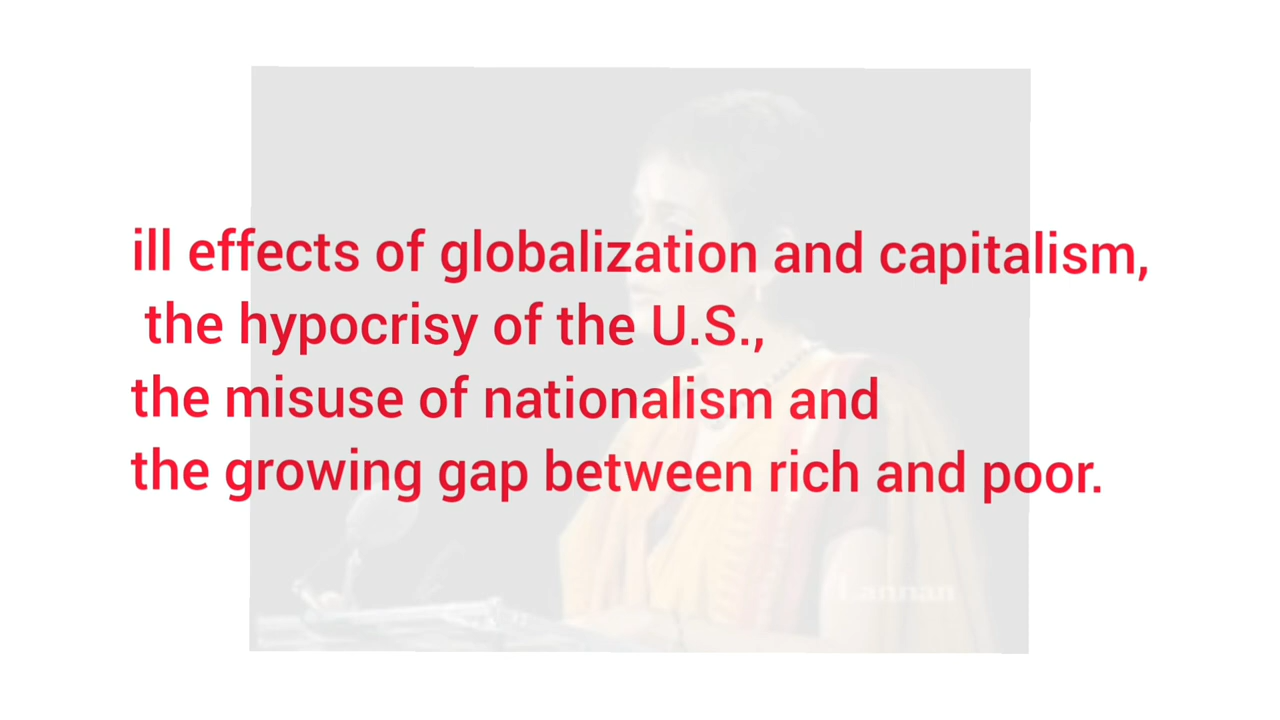 ill effects of globalization and capitalism,
the hypocrisy of the U.S.,
the misuse of nationalism and
the growing gap between rich and poor.
Lannan